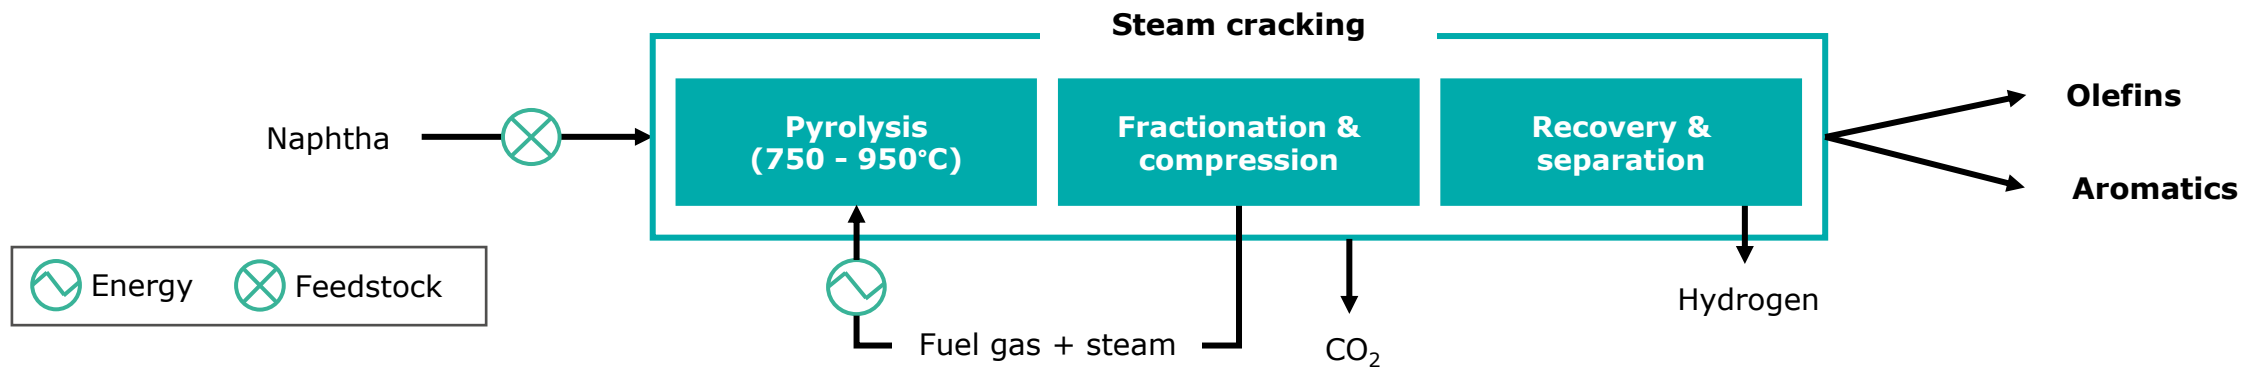 Steam cracking
Naphtha
Pyrolysis
(750 – 950°C)
Fractionation &
compression
Recovery &
separation
Olefins
Aromatics
Energy
Feedstock
Fuel gas + steam
CO₂
Hydrogen